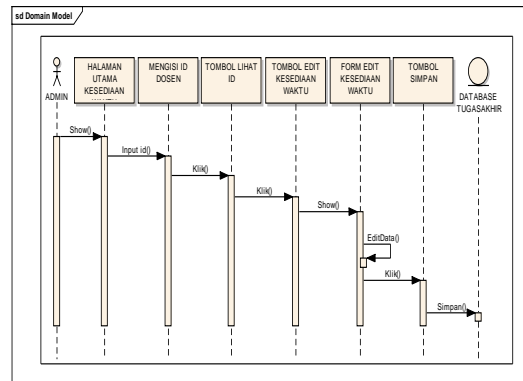 sd Domain Model
ADMIN
HALAMAN
UTAMA
KESEDIAAN
MENGISI ID
DOSEN
TOMBOL LIHAT
ID
TOMBOL EDIT
KESEDIAAN
WAKTU
FORM EDIT
KESEDIAAN
WAKTU
TOMBOL
SIMPAN
DATABASE
TUGASAKHIR
Show()
Input id()
Klik()
Klik()
Show()
EditData()
Klik()
Simpan()